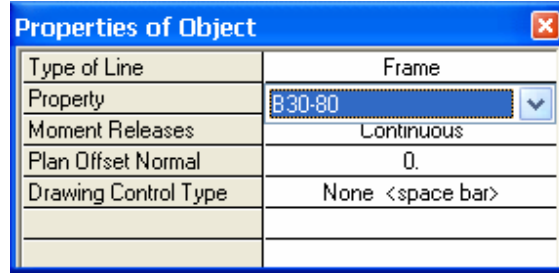 Properties of Object
Type of Line Frame
Property B30-80
Moment Releases Continuous
Plan Offset Normal 0.
Drawing Control Type None <space bar>